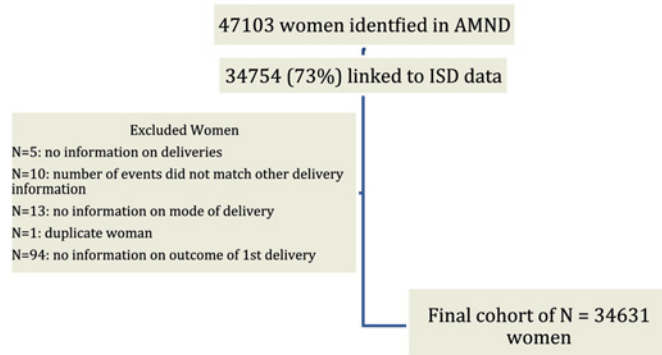 47103 women identfied in AMND
34754 (73%) linked to ISD data
Excluded Women
N=5: no information on deliveries
N=10: number of events did not match other delivery
information
N=13: no information on mode of delivery
N=1: duplicate woman
N=94: no information on outcome of 1st delivery
Final cohort of N = 34631
women